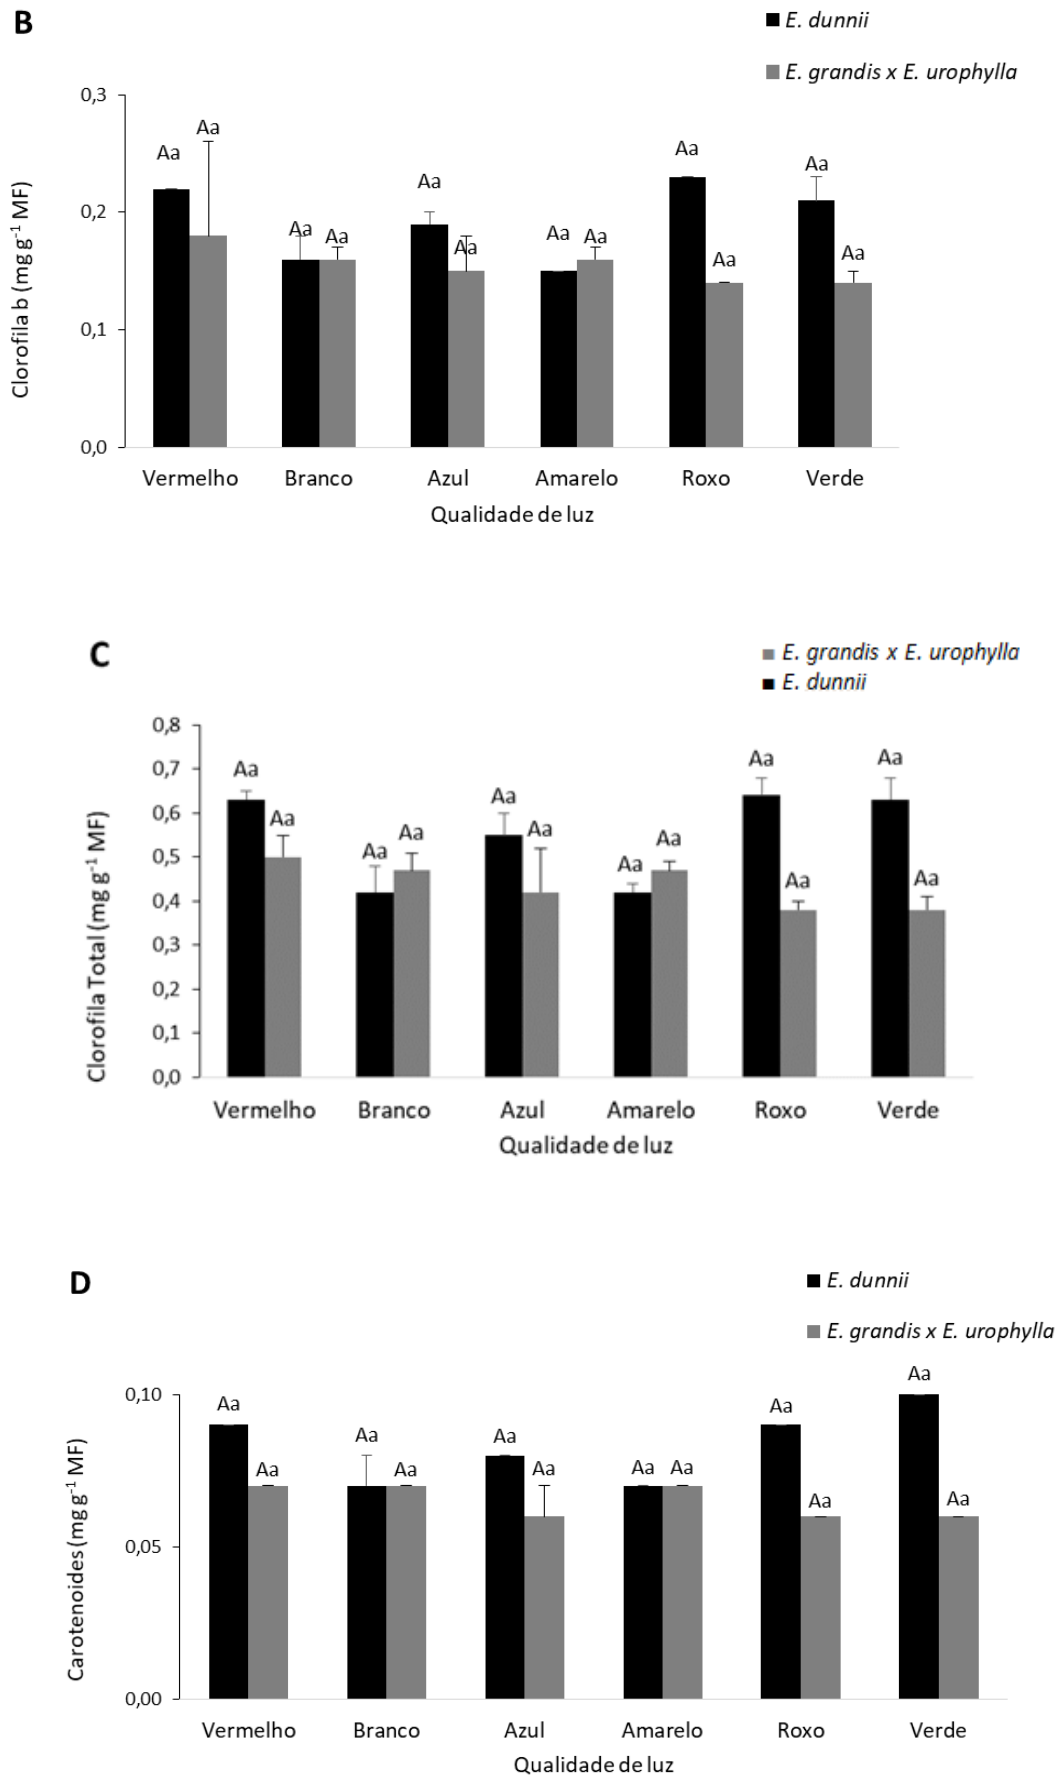 B
E. dunnii
E. grandis x E. urophylla
Clorofila b (mg g⁻¹ MF)
0,3
0,2
0,1
0,0
Aa Aa Aa Aa Aa Aa Aa Aa Aa Aa Aa Aa
Vermelho Branco Azul Amarelo Roxo Verde
Qualidade de luz
C
E. grandis x E. urophylla
E. dunnii
Clorofila Total (mg g⁻¹ MF)
0,8
0,7
0,6
0,5
0,4
0,3
0,2
0,1
0,0
Aa Aa Aa Aa Aa Aa Aa Aa Aa Aa Aa Aa
Vermelho Branco Azul Amarelo Roxo Verde
Qualidade de luz
D
E. dunnii
E. grandis x E. urophylla
Carotenoides (mg g⁻¹ MF)
0,10
0,05
0,00
Aa Aa Aa Aa Aa Aa Aa Aa Aa Aa Aa Aa
Vermelho Branco Azul Amarelo Roxo Verde
Qualidade de luz